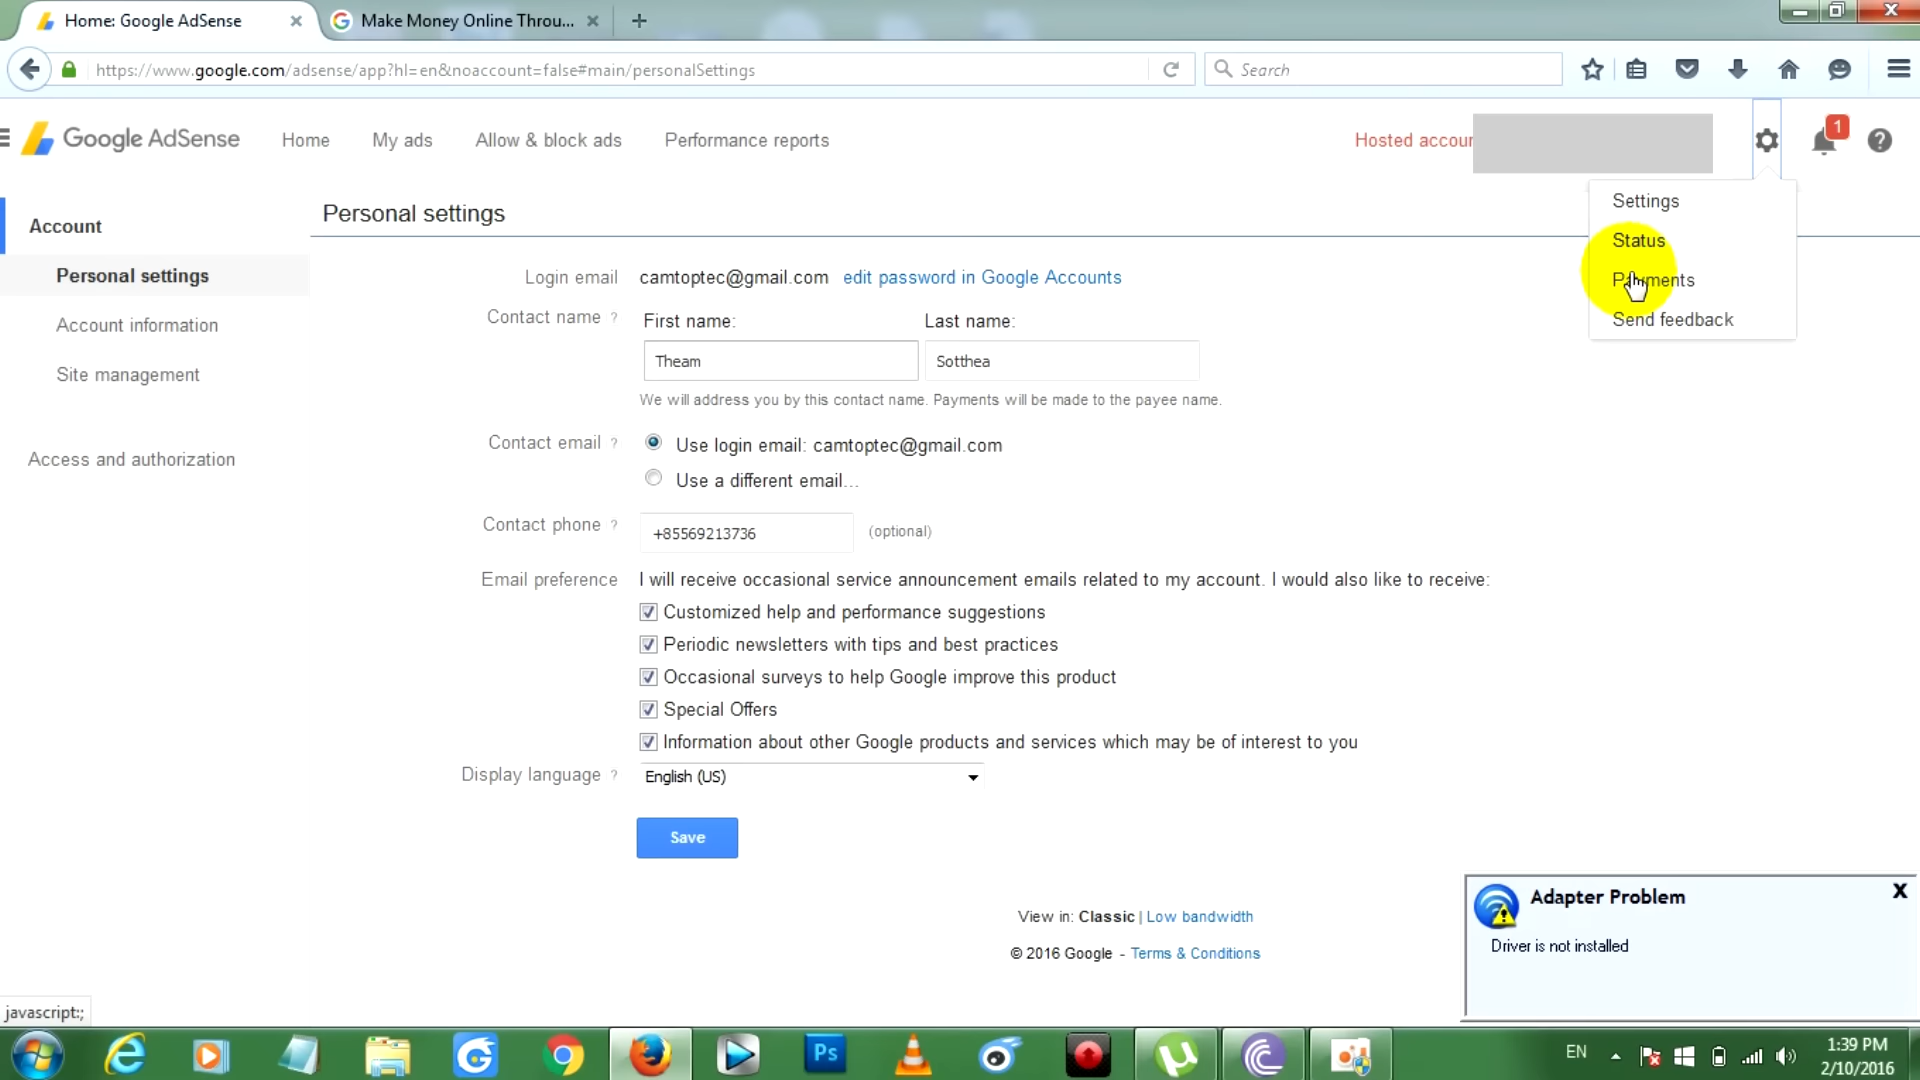 Home: Google AdSense
Make Money Online Throu...
https://www.google.com/adsense/app?hl=en&noaccount=false#main/personalSettings
Search
Google AdSense
Home
My ads
Allow & block ads
Performance reports
Hosted accoun
1
Settings
Status
Payments
Send feedback
Account
Personal settings
Account information
Site management
Access and authorization
Personal settings
Login email camtoptec@gmail.com edit password in Google Accounts
Contact name ? First name: Last name:
Theam Sotthea
We will address you by this contact name. Payments will be made to the payee name.
Contact email ? Use login email: camtoptec@gmail.com
Use a different email...
Contact phone ? +85569213736 (optional)
Email preference I will receive occasional service announcement emails related to my account. I would also like to receive:
Customized help and performance suggestions
Periodic newsletters with tips and best practices
Occasional surveys to help Google improve this product
Special Offers
Information about other Google products and services which may be of interest to you
Display language ? English (US)
Save
View in: Classic | Low bandwidth
© 2016 Google - Terms & Conditions
Adapter Problem
X
Driver is not installed
javascript:;
Ps
EN
1:39 PM
2/10/2016